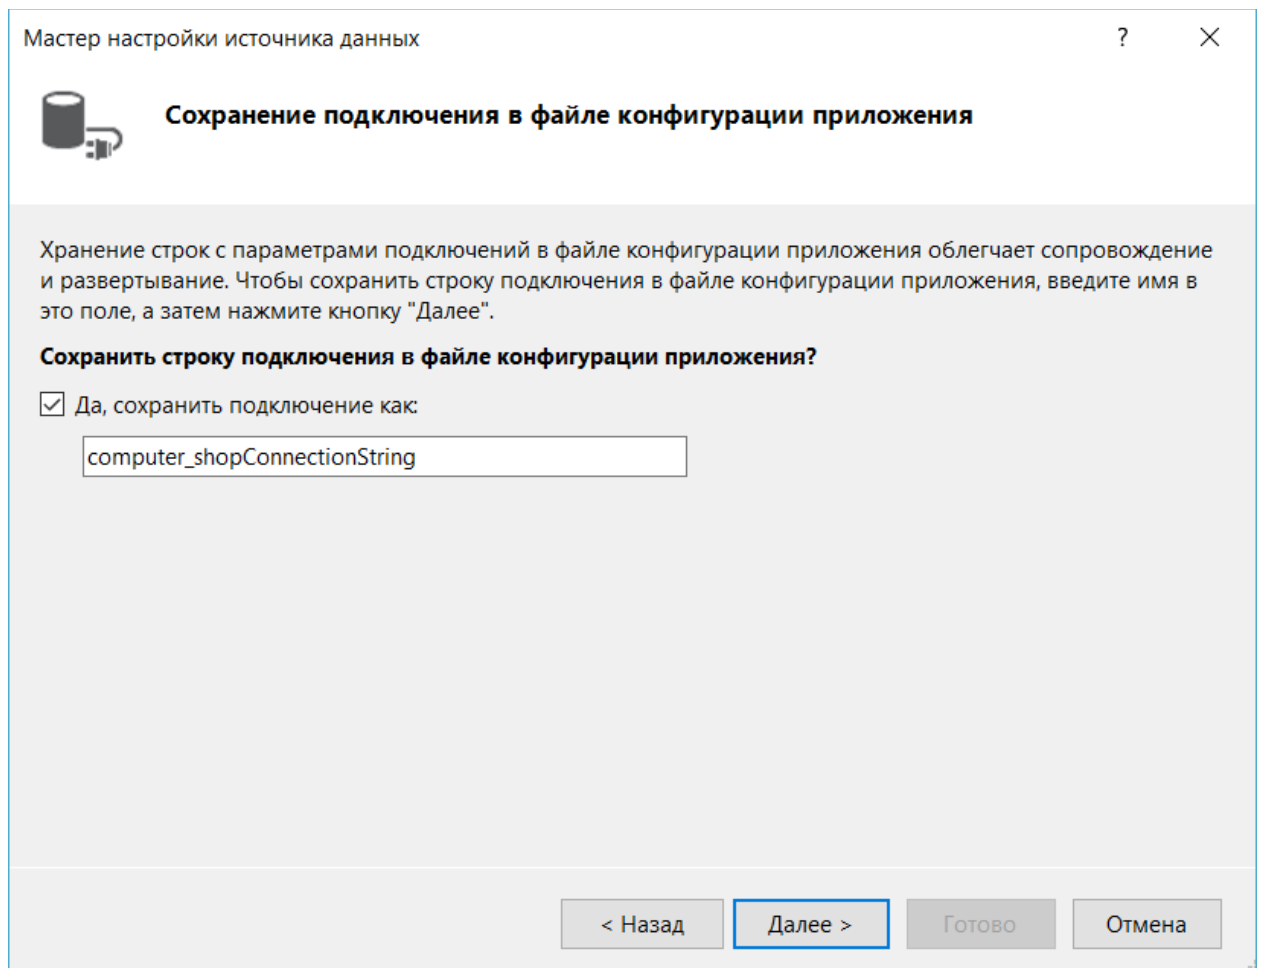 Мастер настройки источника данных ?
Сохранение подключения в файле конфигурации приложения
Хранение строк с параметрами подключений в файле конфигурации приложения облегчает сопровождение
и развертывание. Чтобы сохранить строку подключения в файле конфигурации приложения, введите имя в
это поле, а затем нажмите кнопку "Далее".
Сохранить строку подключения в файле конфигурации приложения?
Да, сохранить подключение как:
computer_shopConnectionString
< Назад Далее > Готово Отмена